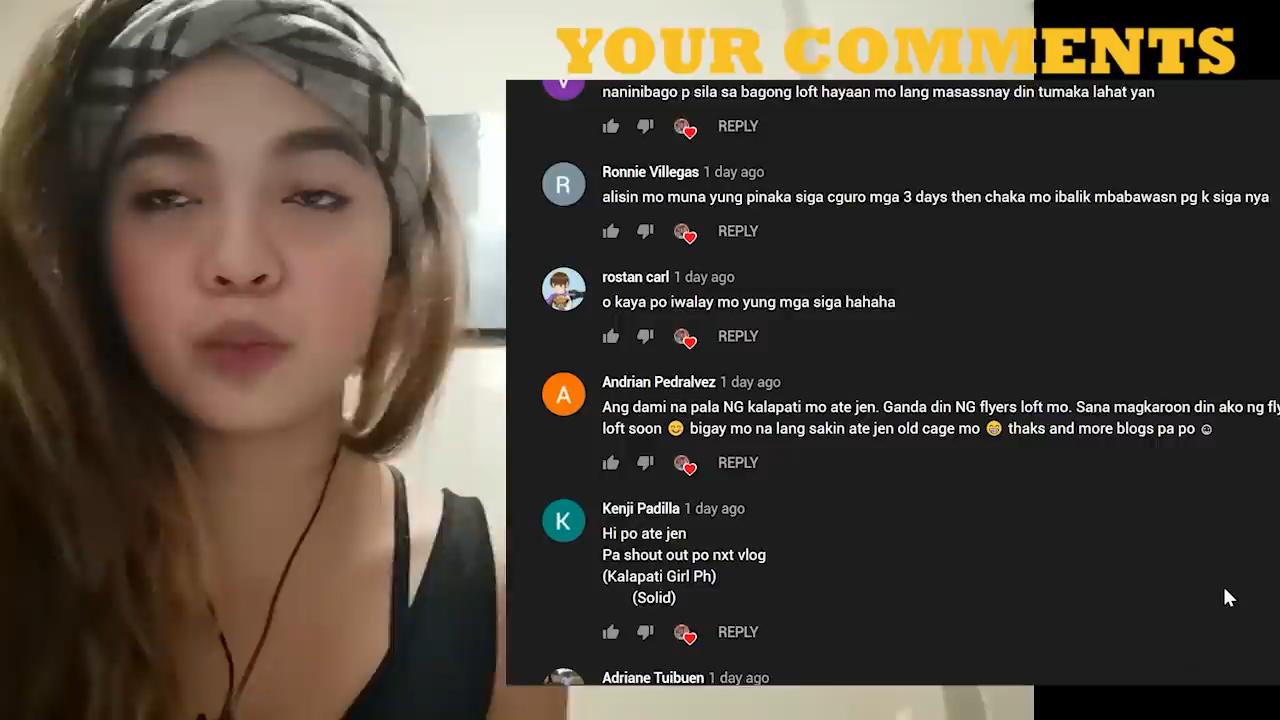 YOUR COMMENTS
naninibago p sila sa bagong loft hayaan mo lang masassnay din tumaka lahat yan
REPLY
R
Ronnie Villegas 1 day ago
alisin mo muna yung pinaka siga cguro mga 3 days then chaka mo ibalik mbabawasn pg k siga nya
REPLY
rostan carl 1 day ago
o kaya po iwalay mo yung mga siga hahaha
REPLY
A
Andrian Pedralvez 1 day ago
Ang dami na pala NG kalapati mo ate jen. Ganda din NG flyers loft mo. Sana magkaroon din ako ng
loft soon 😊 bigay mo na lang sakin ate jen old cage mo 😁 thaks and more blogs pa po ☺
REPLY
K
Kenji Padilla 1 day ago
Hi po ate jen
Pa shout out po nxt vlog
(Kalapati Girl Ph)
(Solid)
REPLY
Adriane Tuibuen 1 day ago